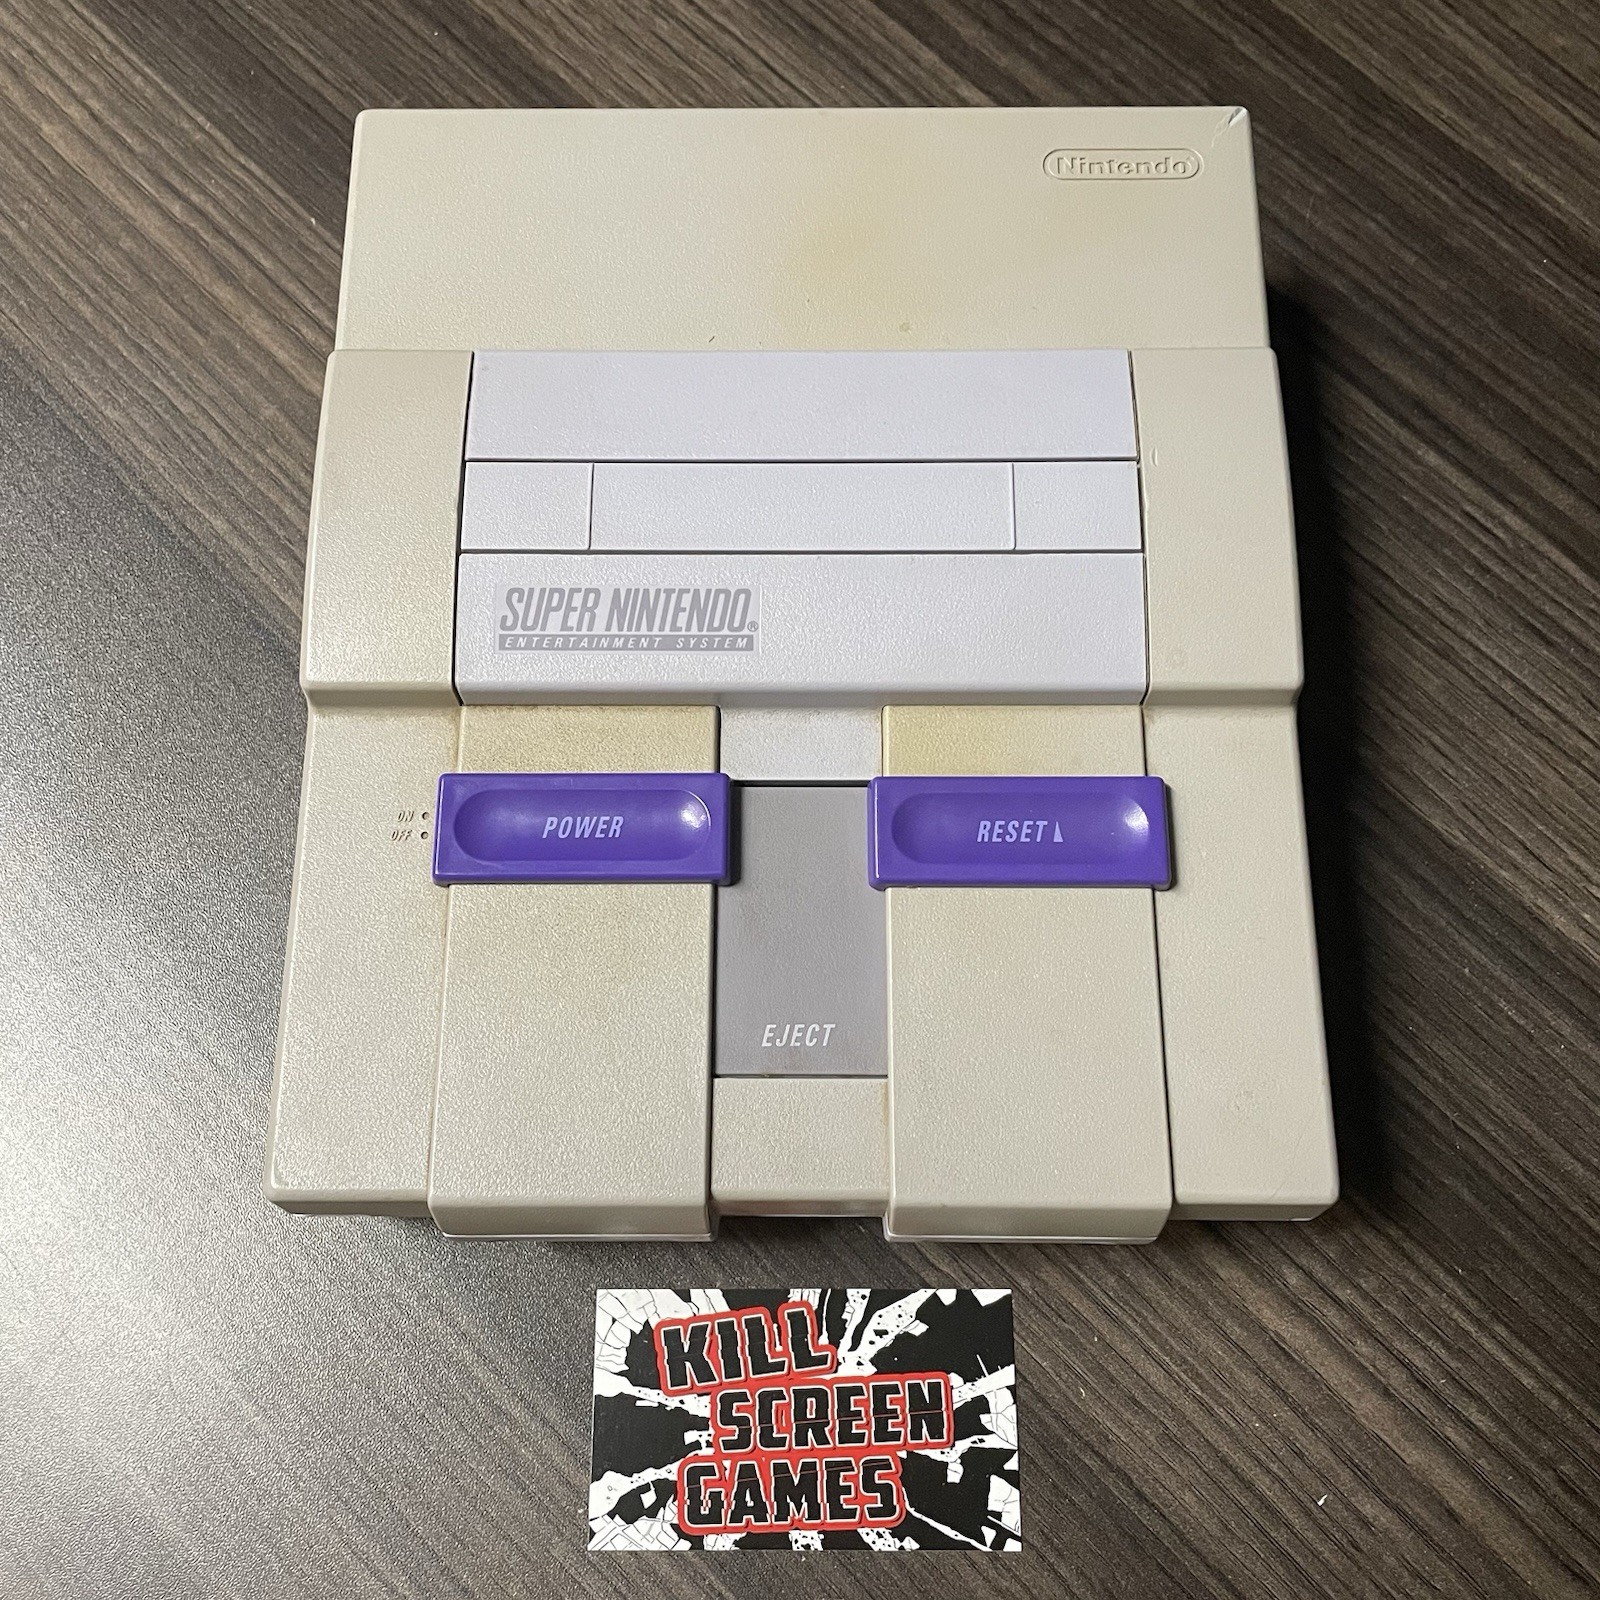 Nintendo
SUPER NINTENDO®
ENTERTAINMENT SYSTEM
ON
OFF
POWER
RESET
EJECT
KILL
SCREEN
GAMES